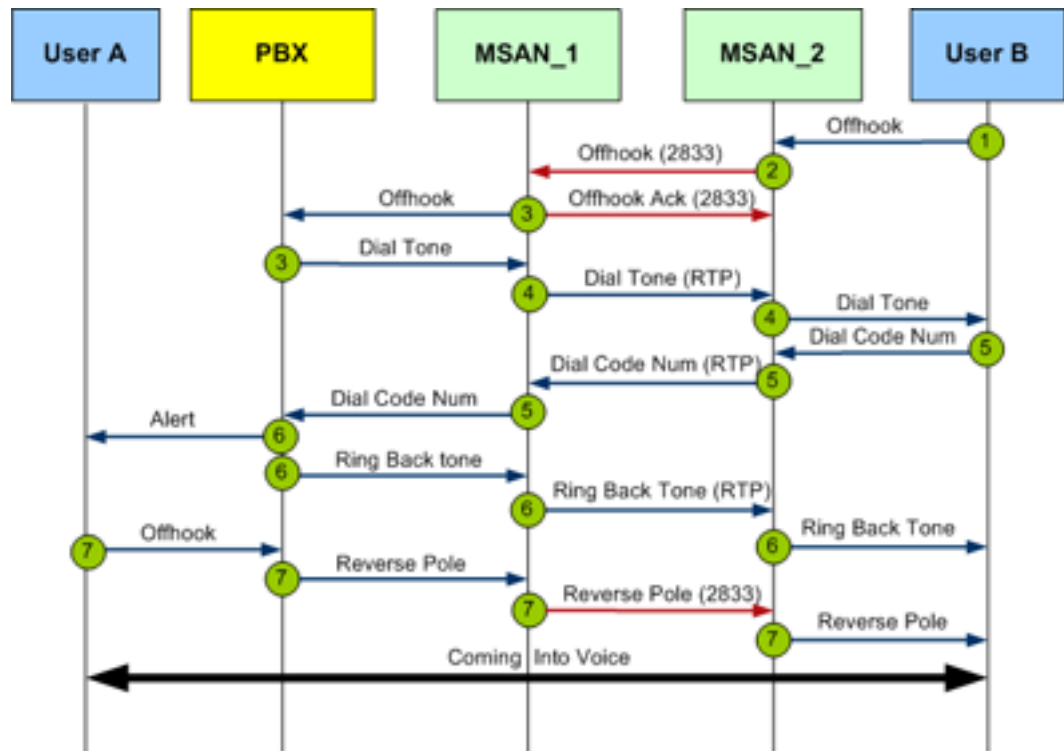 User A
PBX
MSAN_1
MSAN_2
User B
Offhook
1
Offhook (2833)
2
Offhook
3
Offhook Ack (2833)
3
Dial Tone
4
Dial Tone (RTP)
4
Dial Tone
Dial Code Num
5
Dial Code Num (RTP)
5
Dial Code Num
5
Alert
6
6
Ring Back tone
6
Ring Back Tone (RTP)
6
Ring Back Tone
7
Offhook
7
Reverse Pole
7
Reverse Pole (2833)
7
Reverse Pole
Coming Into Voice